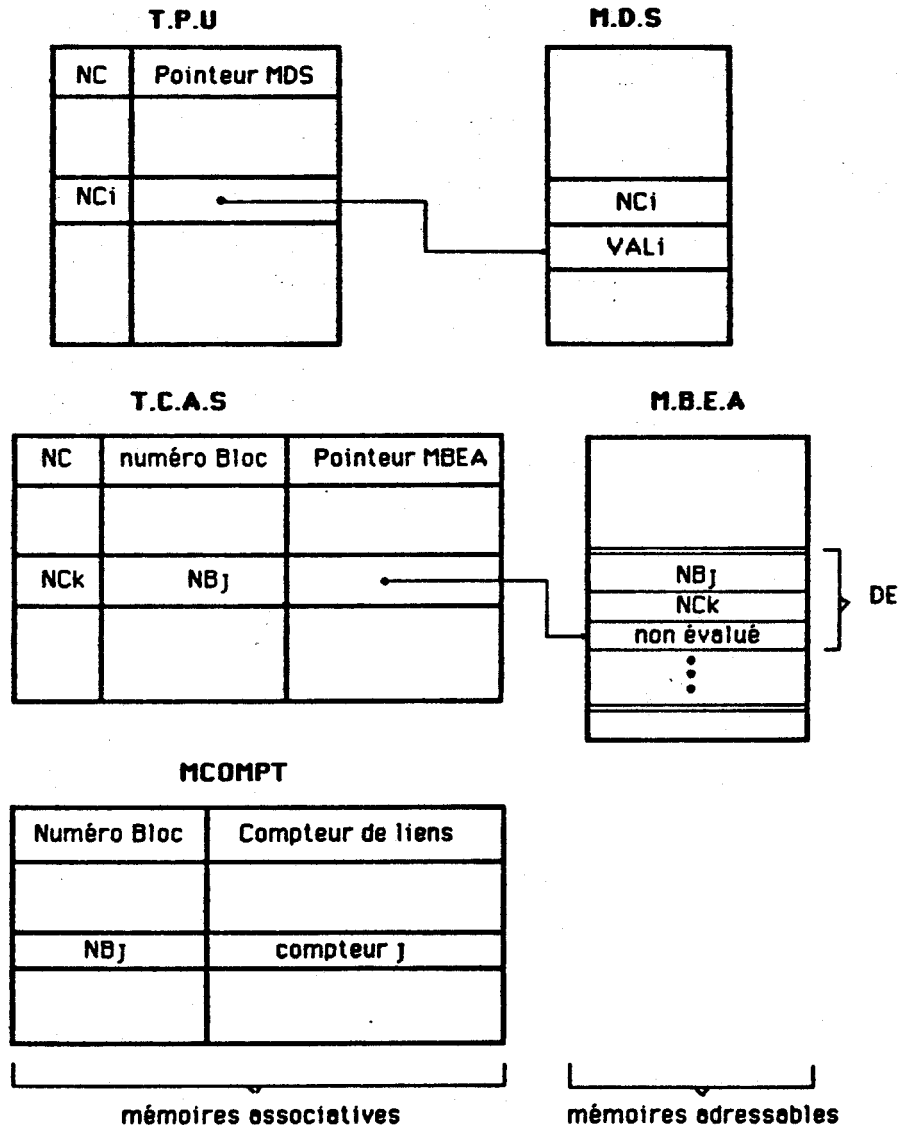 T.P.U
M.D.S
NC Pointeur MDS
NCi
NCi
VALi
T.C.A.S
M.B.E.A
NC numéro Bloc Pointeur MBEA
NCk NBj
NBj
NCk
non évalué
DE
MCOMPT
Numéro Bloc Compteur de liens
NBj compteur j
mémoires associatives
mémoires adressables